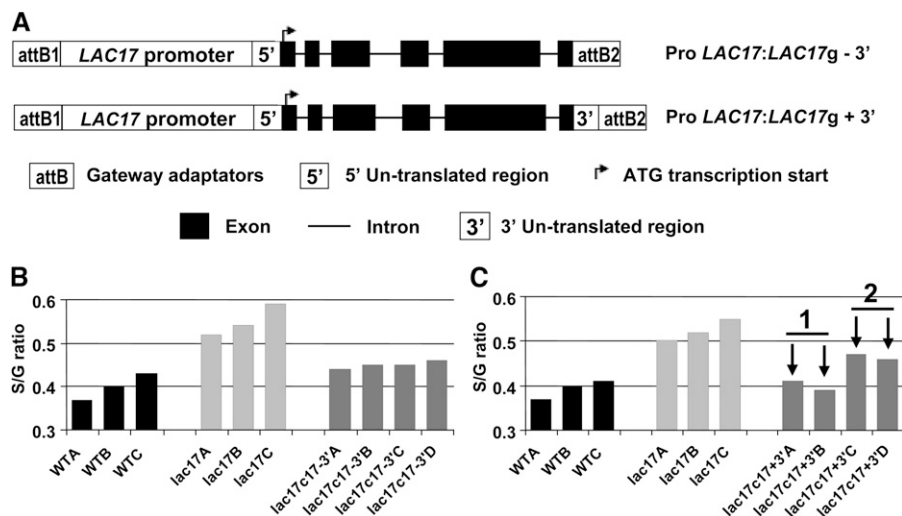 A
attB1 LAC17 promoter 5' attB2 Pro LAC17:LAC17g - 3'
attB1 LAC17 promoter 5' 3' attB2 Pro LAC17:LAC17g + 3'
attB Gateway adaptators 5' 5' Un-translated region ATG transcription start
Exon Intron 3' 3' Un-translated region
B
S/G ratio
0.6
0.5
0.4
0.3
WTA
WTB
WTC
lac17A
lac17B
lac17C
lac17c17-3'A
lac17c17-3'B
lac17c17-3'C
lac17c17-3'D
C
S/G ratio
0.6
0.5
0.4
0.3
1
2
WTA
WTB
WTC
lac17A
lac17B
lac17C
lac17c17+3'A
lac17c17+3'B
lac17c17+3'C
lac17c17+3'D